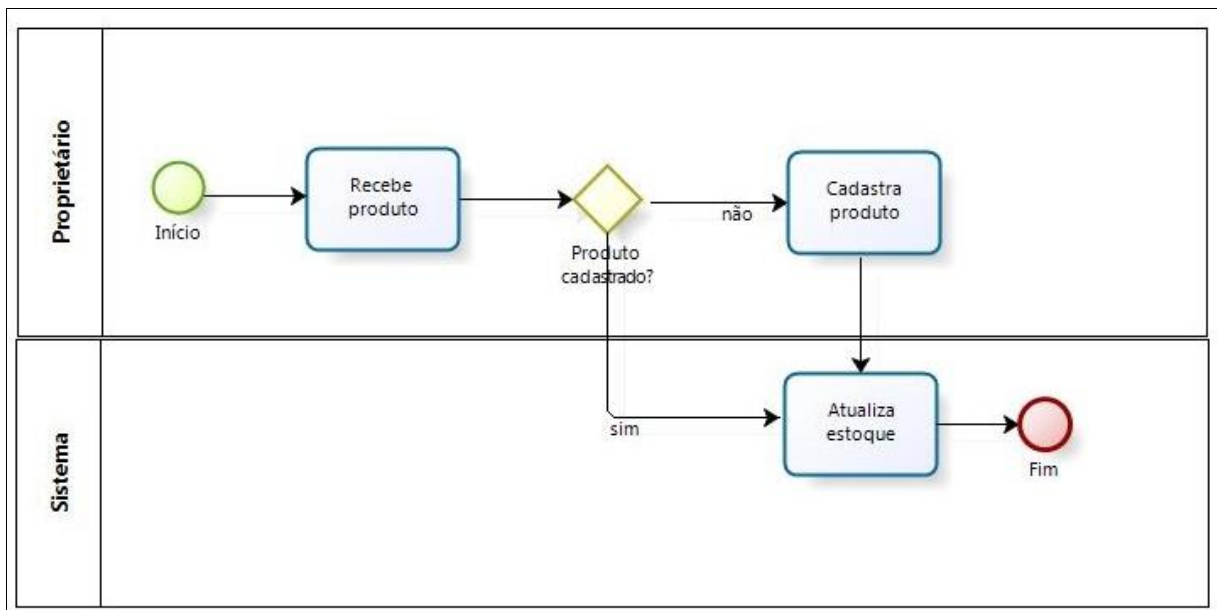 Proprietário
Início
Recebe
produto
Produto
cadastrado?
não
Cadastra
produto
Sistema
sim
Atualiza
estoque
Fim